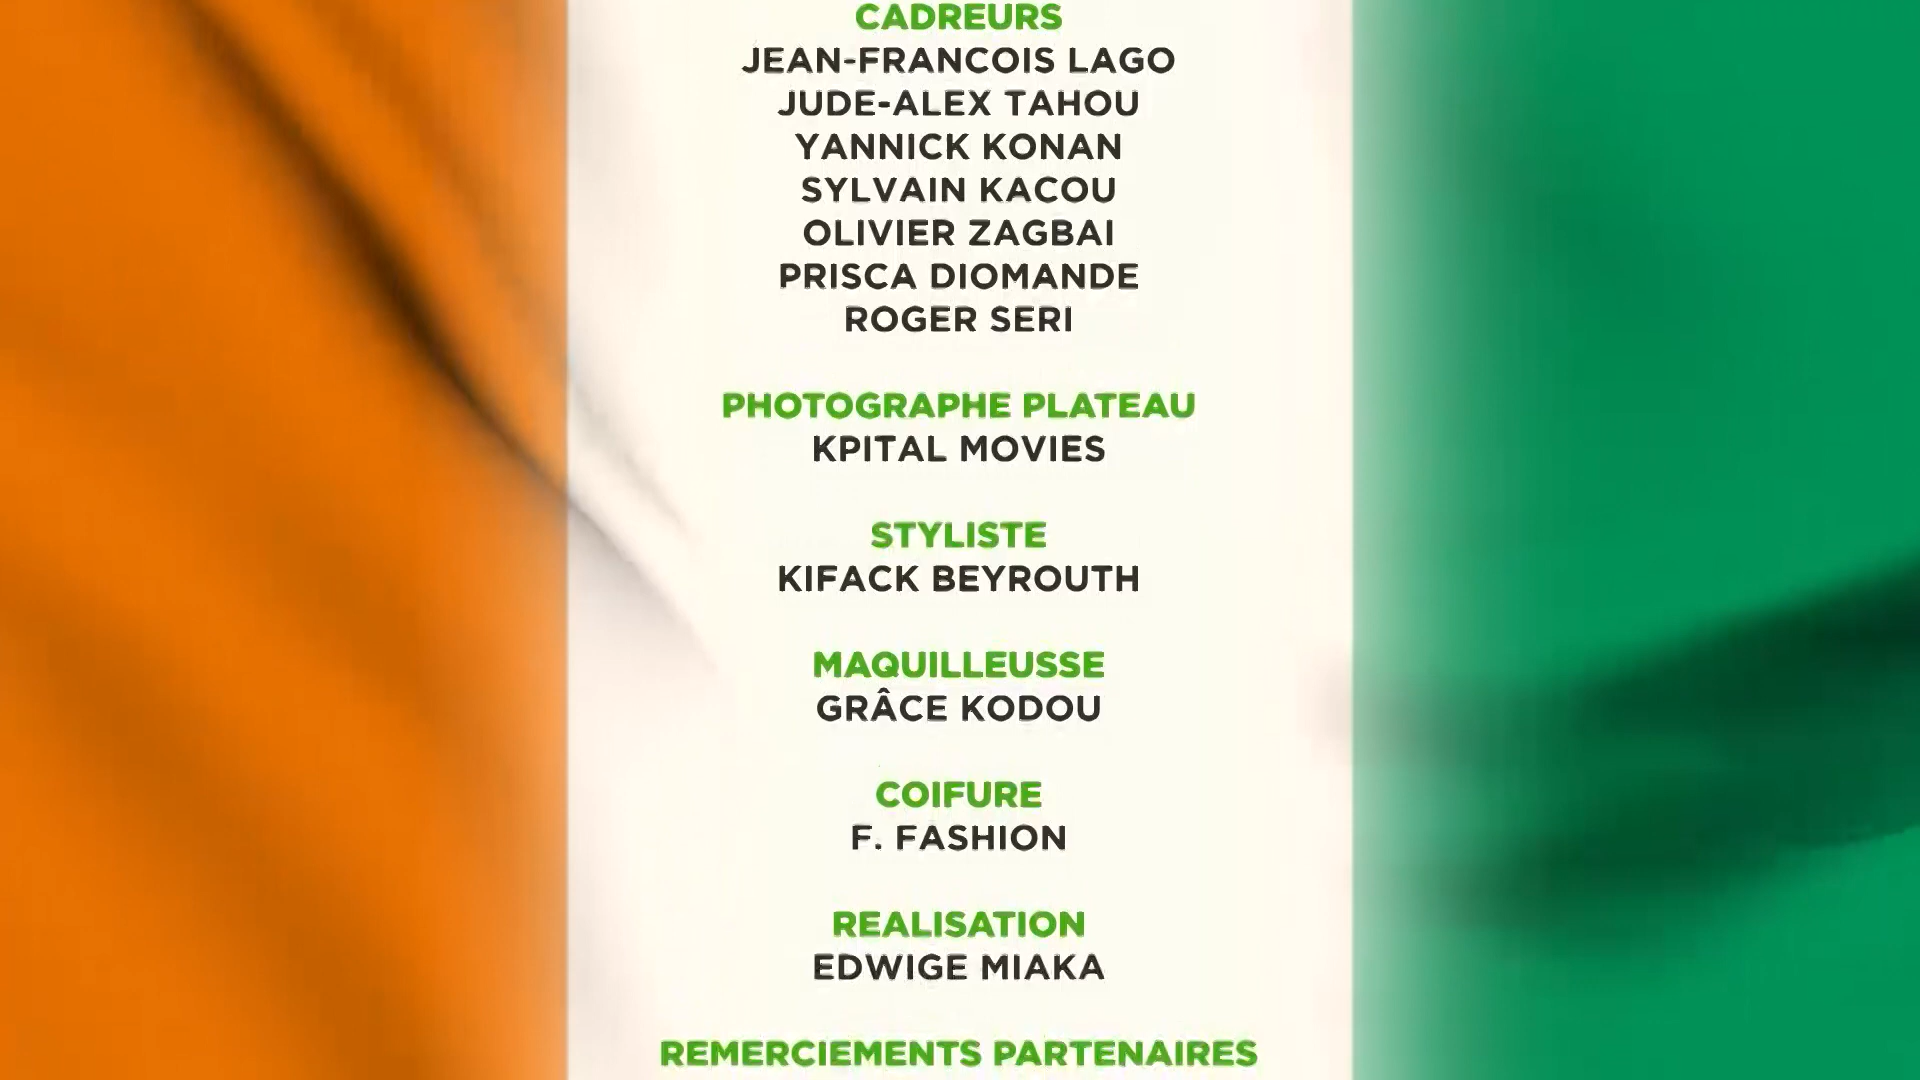 CADREURS
JEAN-FRANCOIS LAGO
JUDE-ALEX TAHOU
YANNICK KONAN
SYLVAIN KACOU
OLIVIER ZAGBAI
PRISCA DIOMANDE
ROGER SERI
PHOTOGRAPHE PLATEAU
KPITAL MOVIES
STYLISTE
KIFACK BEYROUTH
MAQUILLEUSSE
GRÂCE KODOU
COIFURE
F. FASHION
REALISATION
EDWIGE MIAKA
REMERCIEMENTS PARTENAIRES